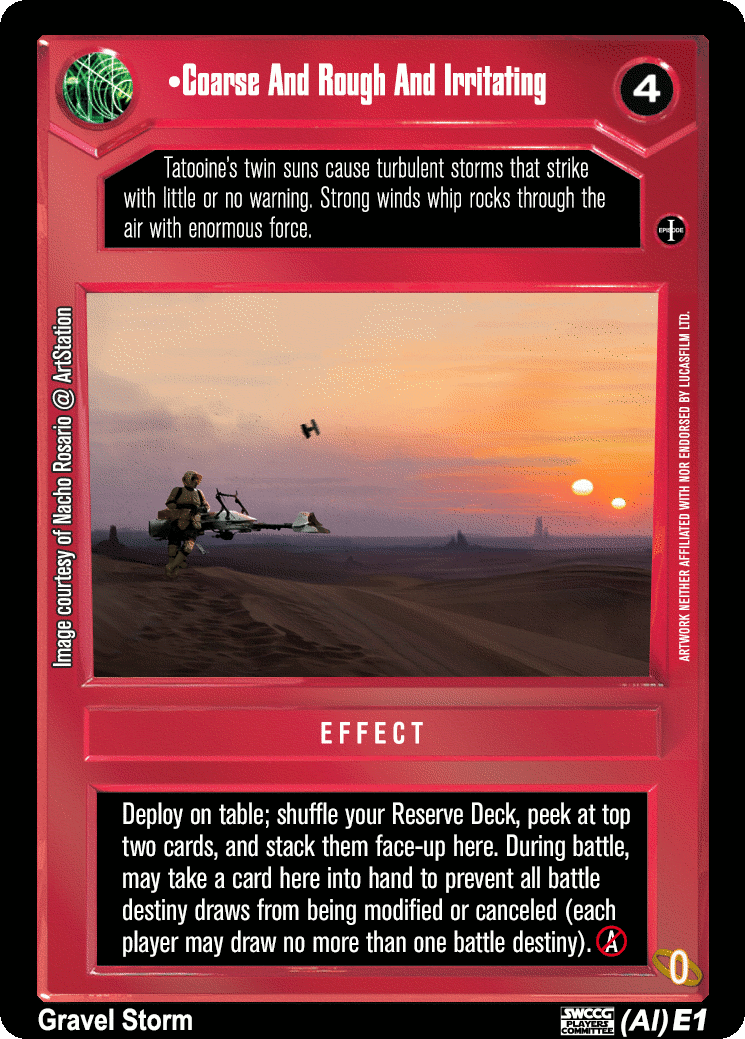 •Coarse And Rough And Irritating
4
Tatooine's twin suns cause turbulent storms that strike
with little or no warning. Strong winds whip rocks through the
air with enormous force.
EPISODE
I
Image courtesy of Nacho Rosario @ ArtStation
ARTWORK NEITHER AFFILIATED WITH NOR ENDORSED BY LUCASFILM LTD.
EFFECT
Deploy on table; shuffle your Reserve Deck, peek at top
two cards, and stack them face-up here. During battle,
may take a card here into hand to prevent all battle
destiny draws from being modified or canceled (each
player may draw no more than one battle destiny). A
0
Gravel Storm
SWCCG
PLAYERS
COMMITTEE
(AI) E1